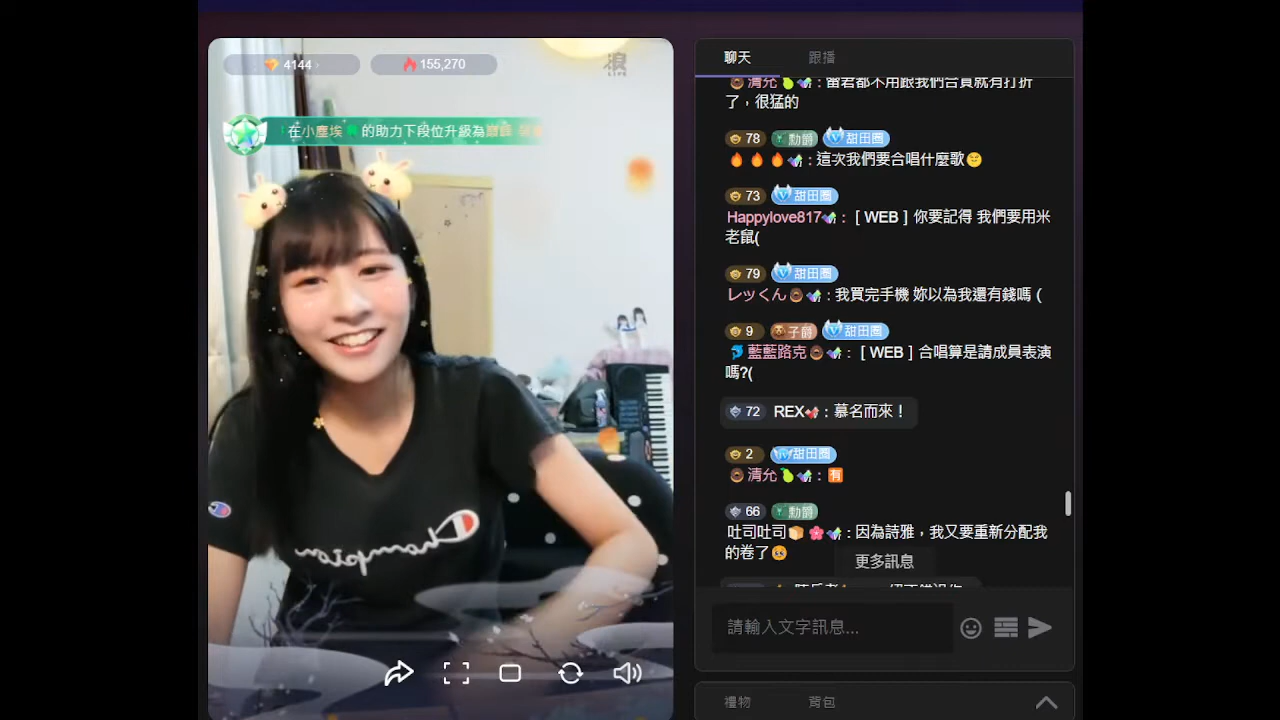 4144
155,270
浪
LIVE
在小塵埃 的助力下段位升級為
Champion
聊天
跟播
清允：當君都不用跟我們合買就有打折
了，很猛的
78 勳爵 甜田圈
：這次我們要合唱什麼歌
73 甜田圈
Happylove817：[ WEB ] 你要記得 我們要用米
老鼠(
79 甜田圈
レッくん：我買完手機 妳以為我還有錢嗎 (
9 子爵 甜田圈
藍藍路克：[ WEB ] 合唱算是請成員表演
嗎?(
72 REX：慕名而來！
2 甜田圈
清允：🈶
66 勳爵
吐司吐司：因為詩雅，我又要重新分配我
的卷了
更多訊息
請輸入文字訊息...
禮物
背包